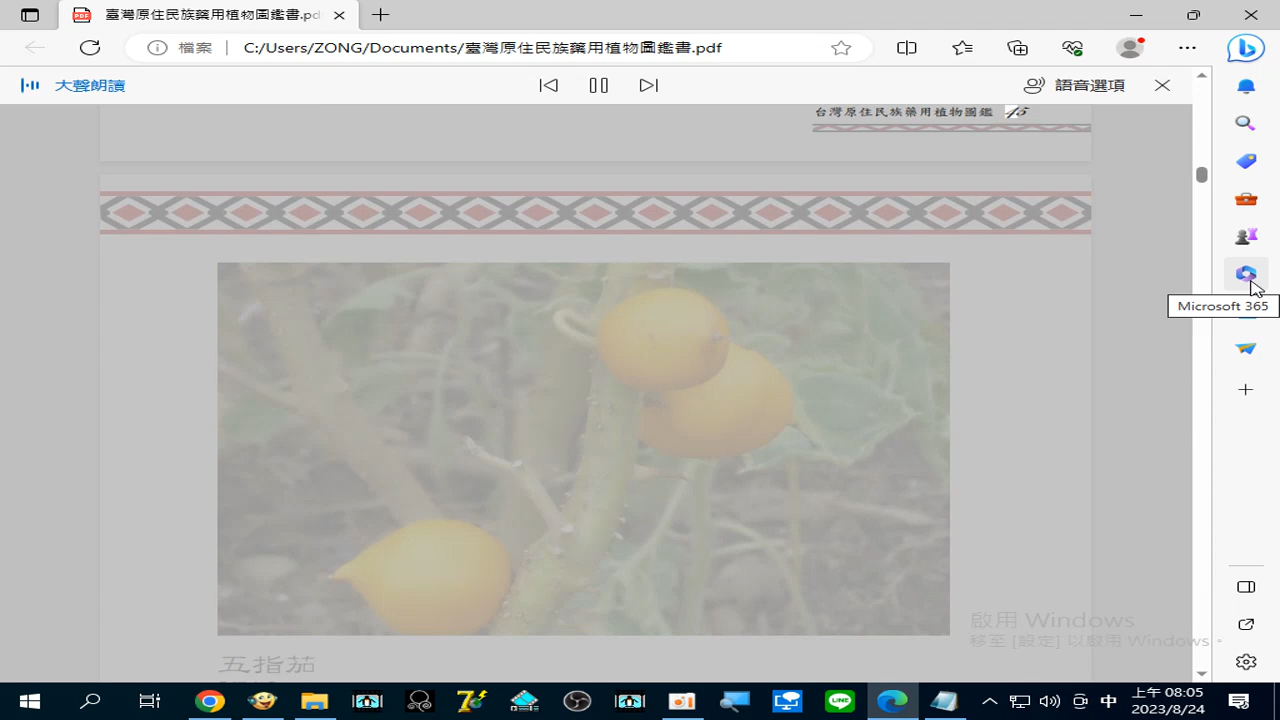 臺灣原住民族藥用植物圖鑑書.pd
檔案
C:/Users/ZONG/Documents/臺灣原住民族藥用植物圖鑑書.pdf
大聲朗讀
語音選項
台灣原住民族藥用植物圖鑑 45
Microsoft 365
啟用 Windows
移至 [設定] 以啟用 Windows。
五指茄
中
上午 08:05
2023/8/24